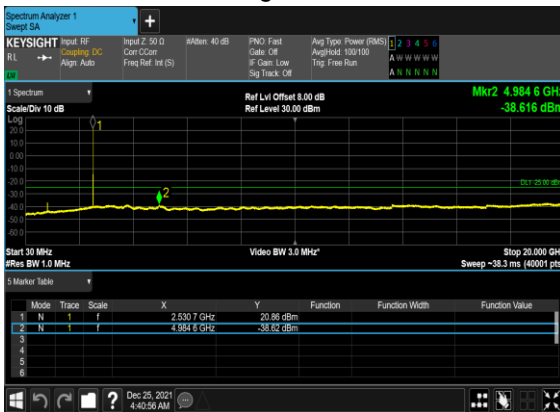 Spectrum Analyzer 1
Swept SA
+
KEYSIGHT Input: RF Input Z: 50 Ω #Atten: 40 dB PNO: Fast Avg Type: Power (RMS) 1 2 3 4 5 6
RL Coupling: DC Corr CCorr Gate: Off Avg|Hold: 100/100 A W W W W W
Align: Auto Freq Ref: Int (S) IF Gain: Low Trig: Free Run
Sig Track: Off A N N N N N
1 Spectrum Ref Lvl Offset 8.00 dB Mkr2 4.984 6 GHz
Scale/Div 10 dB Ref Level 30.00 dBm -38.616 dBm
Log
1
20.0
10.0
0.00
-10.0
-20.0
DL1 -25.00 dBm
-30.0
2
-40.0
-50.0
-60.0
Start 30 MHz Video BW 3.0 MHz* Stop 20.000 GHz
#Res BW 1.0 MHz Sweep ~38.3 ms (40001 pts)
5 Marker Table
Mode Trace Scale X Y Function Function Width Function Value
1 N 1 f 2.530 7 GHz 20.86 dBm
2 N 1 f 4.984 6 GHz -38.62 dBm
3
4
5
6
? Dec 25, 2021
4:40:56 AM